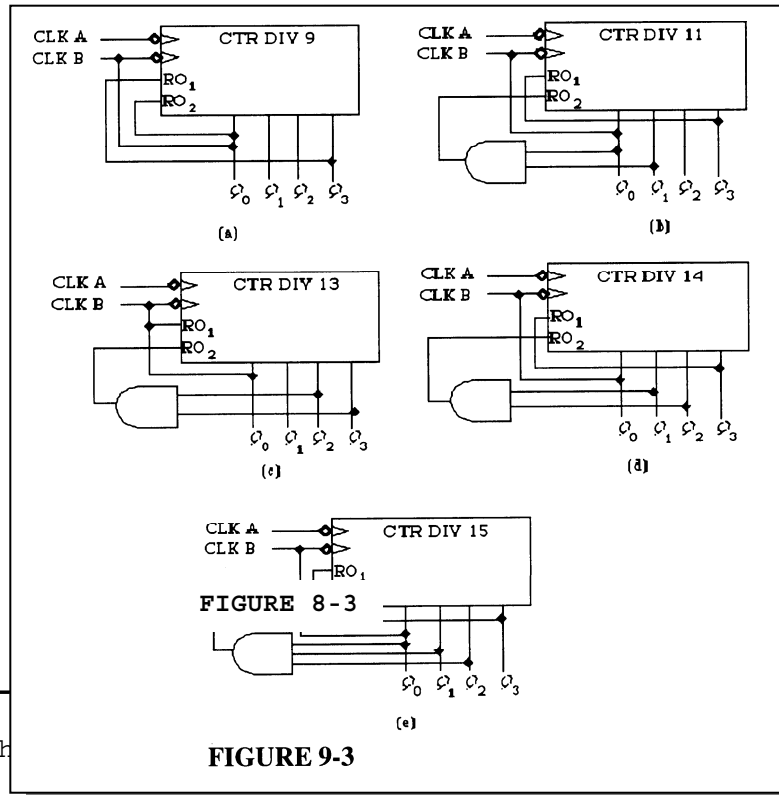 CLK A CTR DIV 9
CLK B
RO1
RO2
Q0 Q1 Q2 Q3
(a)
CLK A CTR DIV 11
CLK B
RO1
RO2
Q0 Q1 Q2 Q3
(b)
CLK A CTR DIV 13
CLK B
RO1
RO2
Q0 Q1 Q2 Q3
(c)
CLK A CTR DIV 14
CLK B
RO1
RO2
Q0 Q1 Q2 Q3
(d)
CLK A CTR DIV 15
CLK B
RO1
FIGURE 8-3
Q0 Q1 Q2 Q3
(e)
FIGURE 9-3